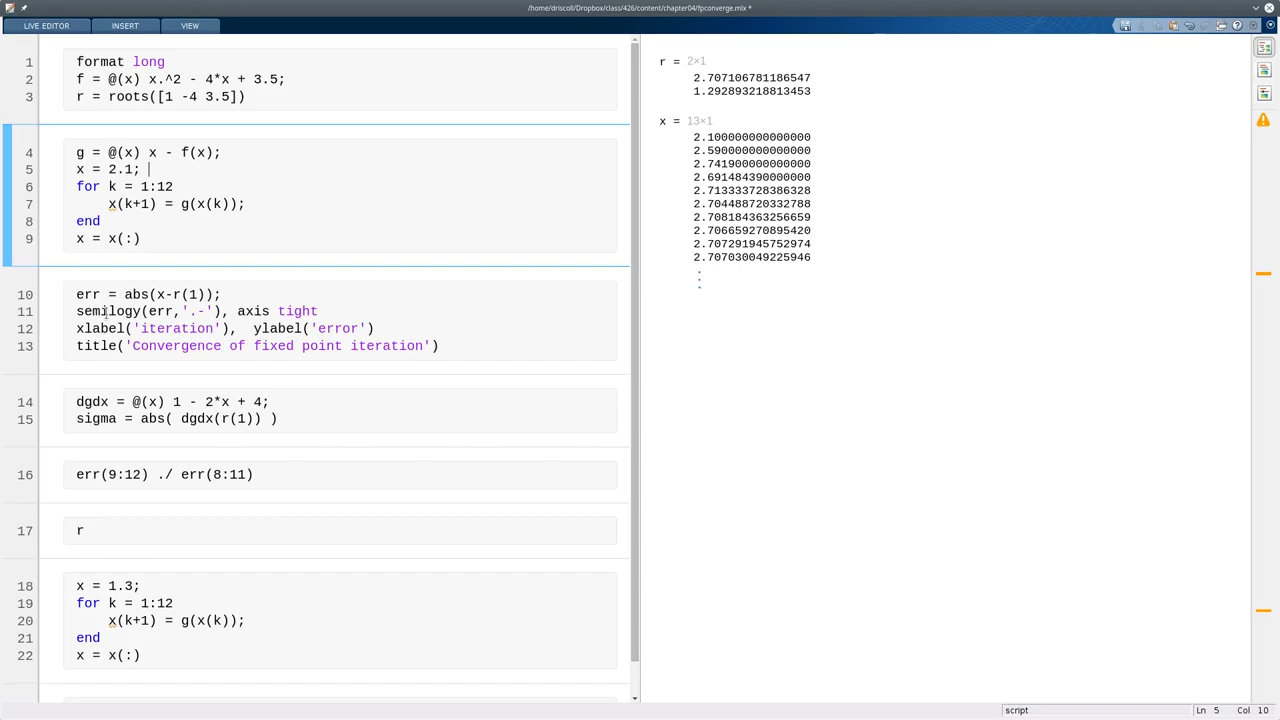 /home/driscoll/Dropbox/class/426/content/chapter04/fpconverge.mlx *
LIVE EDITOR INSERT VIEW
1 format long
2 f = @(x) x.^2 - 4*x + 3.5;
3 r = roots([1 -4 3.5])
4 g = @(x) x - f(x);
5 x = 2.1;
6 for k = 1:12
7 x(k+1) = g(x(k));
8 end
9 x = x(:)
10 err = abs(x-r(1));
11 semilogy(err,'.-'), axis tight
12 xlabel('iteration'), ylabel('error')
13 title('Convergence of fixed point iteration')
14 dgdx = @(x) 1 - 2*x + 4;
15 sigma = abs( dgdx(r(1)) )
16 err(9:12) ./ err(8:11)
17 r
18 x = 1.3;
19 for k = 1:12
20 x(k+1) = g(x(k));
21 end
22 x = x(:)
r = 2×1
2.707106781186547
1.292893218813453
x = 13×1
2.100000000000000
2.590000000000000
2.741900000000000
2.691484390000000
2.713333728386328
2.704488720332788
2.708184363256659
2.706659270895420
2.707291945752974
2.707030049225946
script Ln 5 Col 10